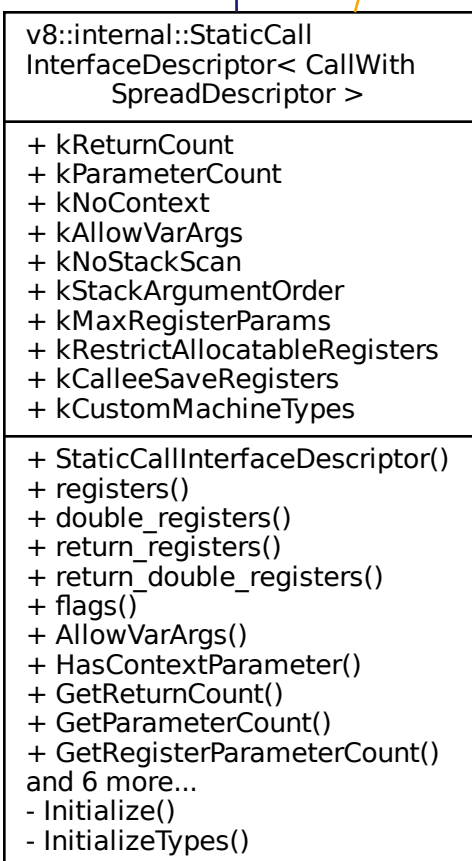 v8::internal::StaticCall
InterfaceDescriptor< CallWith
SpreadDescriptor >
+ kReturnCount
+ kParameterCount
+ kNoContext
+ kAllowVarArgs
+ kNoStackScan
+ kStackArgumentOrder
+ kMaxRegisterParams
+ kRestrictAllocatableRegisters
+ kCalleeSaveRegisters
+ kCustomMachineTypes
+ StaticCallInterfaceDescriptor()
+ registers()
+ double_registers()
+ return_registers()
+ return_double_registers()
+ flags()
+ AllowVarArgs()
+ HasContextParameter()
+ GetReturnCount()
+ GetParameterCount()
+ GetRegisterParameterCount()
and 6 more...
- Initialize()
- InitializeTypes()